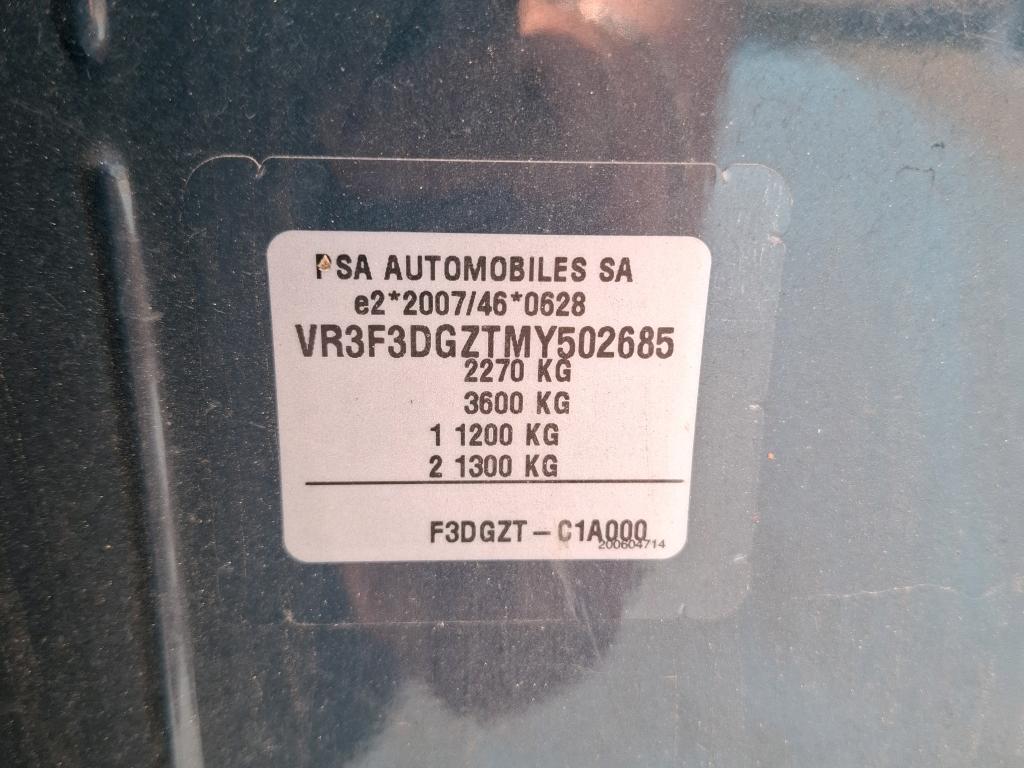 PSA AUTOMOBILES SA
e2*2007/46*0628
VR3F3DGZTMY502685
2270 KG
3600 KG
1 1200 KG
2 1300 KG
F3DGZT – C1A000
200604714